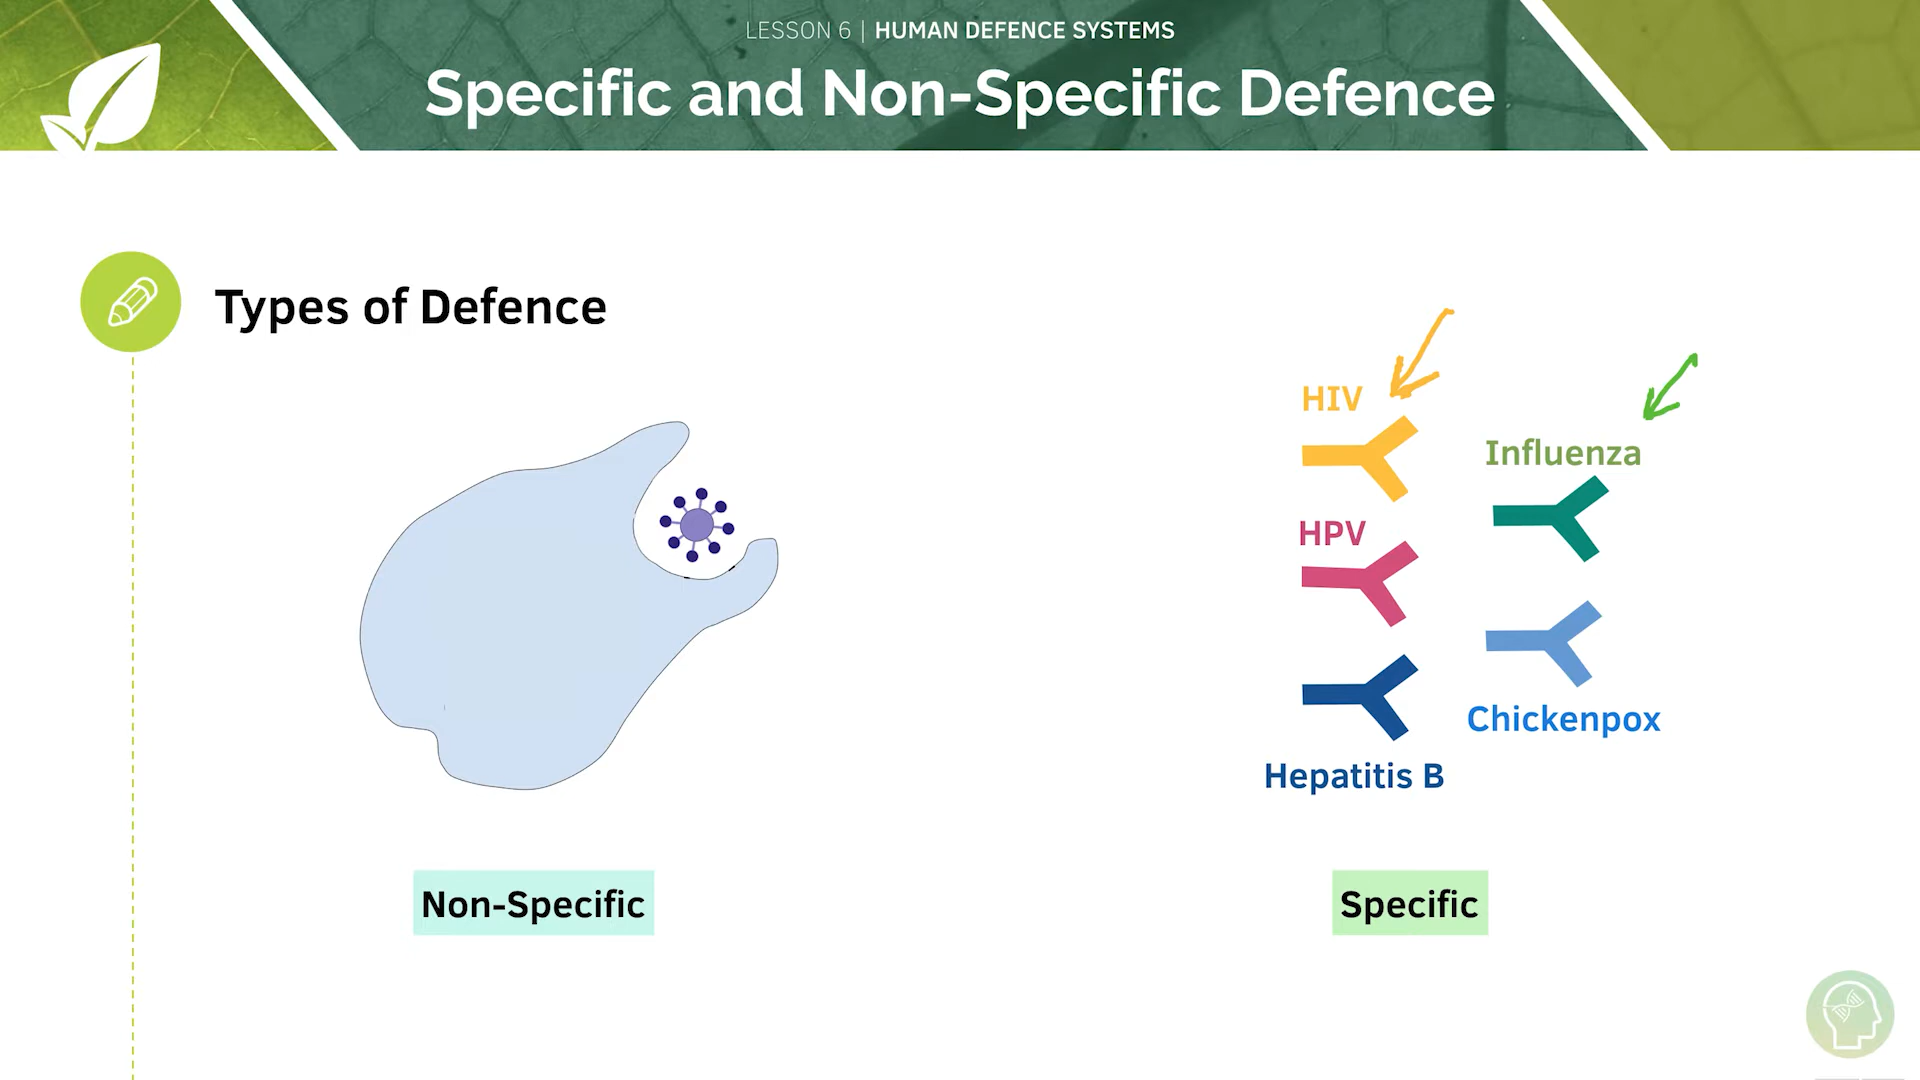 LESSON 6 | HUMAN DEFENCE SYSTEMS
Specific and Non-Specific Defence
Types of Defence
HIV
Influenza
HPV
Chickenpox
Hepatitis B
Non-Specific
Specific